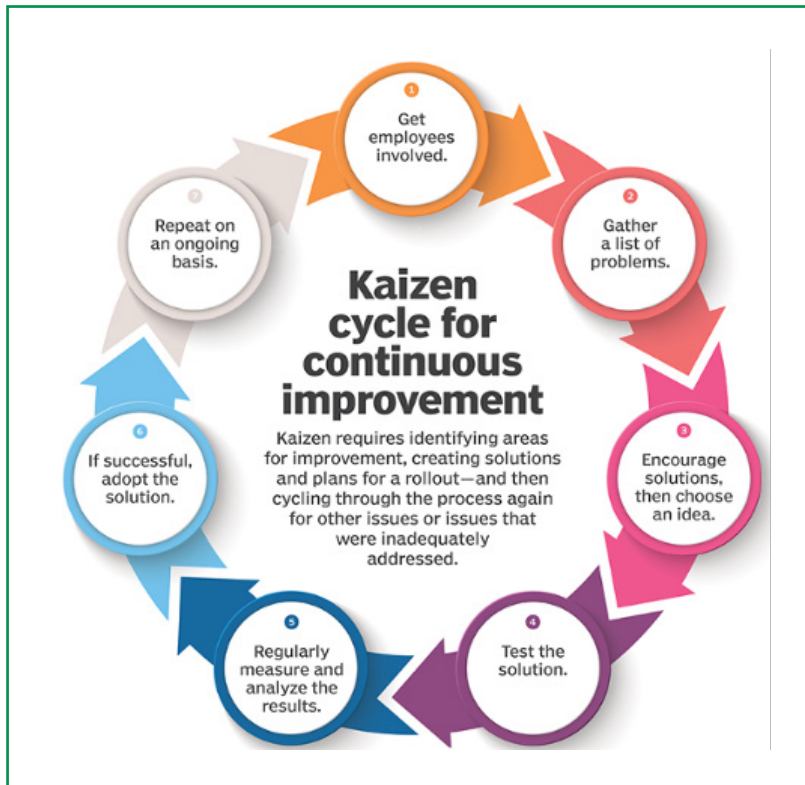 Kaizen
cycle for
continuous
improvement
Kaizen requires identifying areas
for improvement, creating solutions
and plans for a rollout—and then
cycling through the process again
for other issues or issues that
were inadequately
addressed.
1
Get
employees
involved.
2
Gather
a list of
problems.
3
Encourage
solutions,
then choose
an idea.
4
Test the
solution.
5
Regularly
measure and
analyze the
results.
6
If successful,
adopt the
solution.
7
Repeat on
an ongoing
basis.